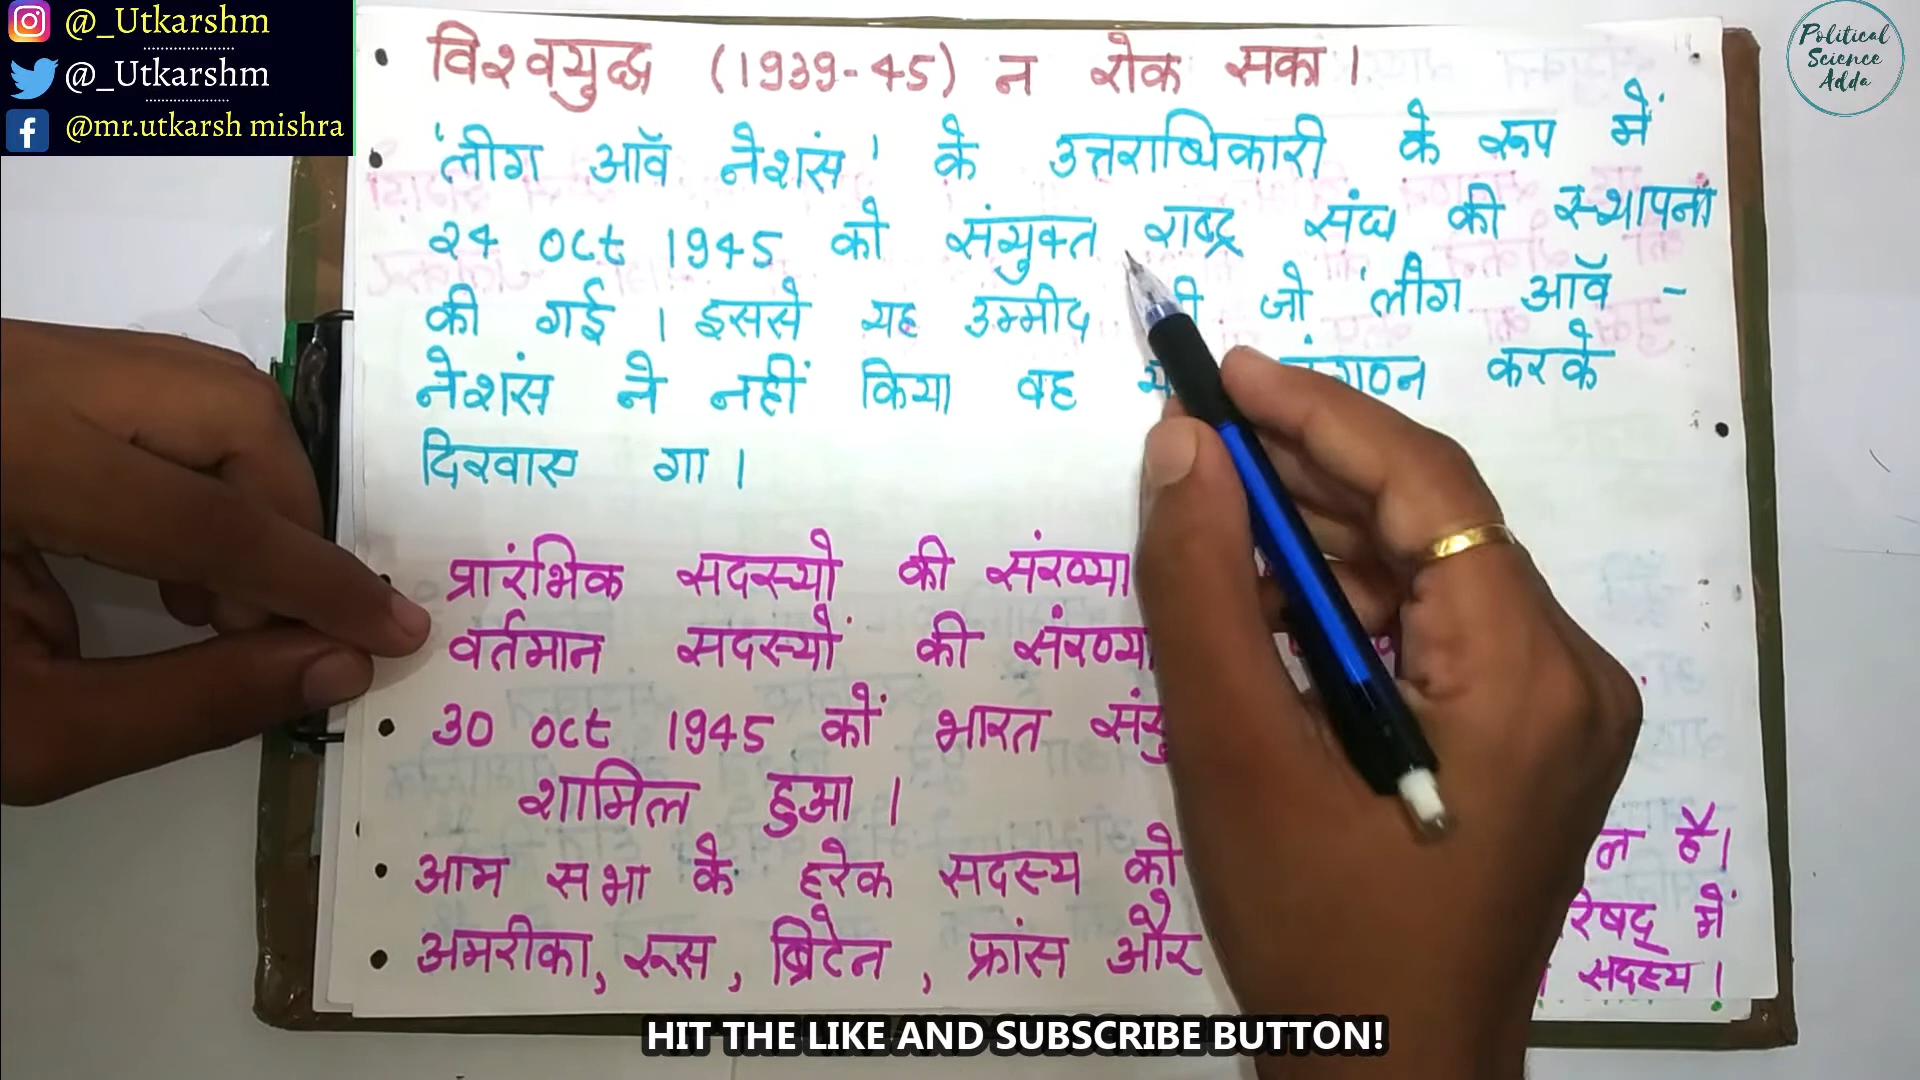 @_Utkarshm
@_Utkarshm
@mr.utkarsh mishra
Political
Science
Adda
• विश्वयुद्ध (1939-45) न रोक सका।
• 'लीग ऑव नेशंस' के उत्तराधिकारी के रूप में
24 Oct 1945 को संयुक्त राष्ट्र संघ की स्थापना
की गई। इससे यह उम्मीद जो 'लीग ऑव -
नेशंस ने नहीं किया वह करके
दिखाए गा।
• प्रारंभिक सदस्यो की संख्या
वर्तमान सदस्यों की संख्या
• 30 Oct 1945 कों भारत
शामिल हुआ।
• आम सभा के हरेक सदस्य को है।
• अमरीका, रूस, ब्रिटेन, फ्रांस और में
सदस्य।
HIT THE LIKE AND SUBSCRIBE BUTTON!